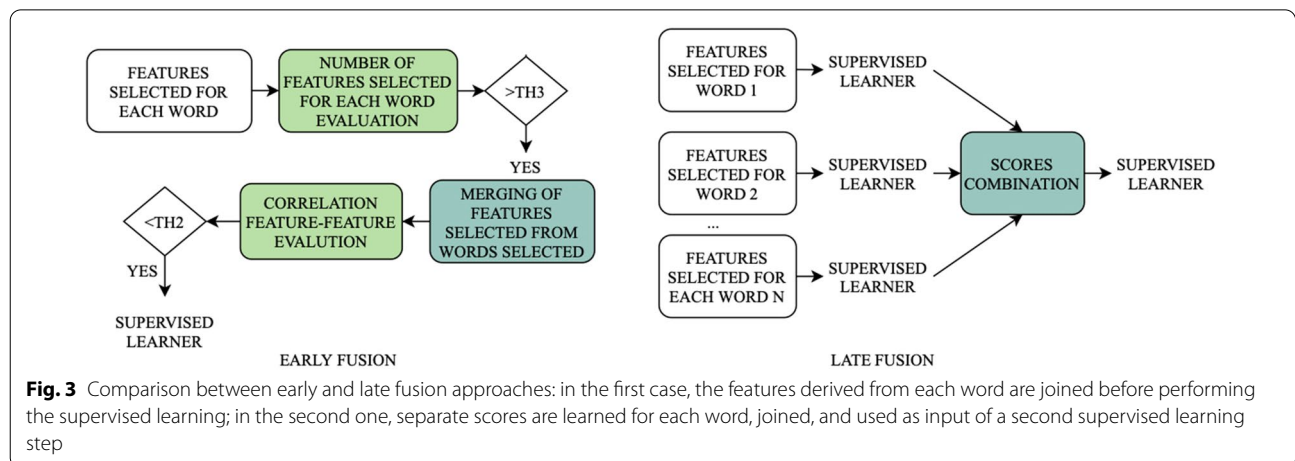 FEATURES
SELECTED FOR
EACH WORD
NUMBER OF
FEATURES SELECTED
FOR EACH WORD
EVALUATION
>TH3
YES
MERGING OF
FEATURES
SELECTED FROM
WORDS SELECTED
CORRELATION
FEATURE-FEATURE
EVALUTION
<TH2
YES
SUPERVISED
LEARNER
EARLY FUSION
FEATURES
SELECTED FOR
WORD 1
SUPERVISED
LEARNER
FEATURES
SELECTED FOR
WORD 2
SUPERVISED
LEARNER
...
FEATURES
SELECTED FOR
EACH WORD N
SUPERVISED
LEARNER
SCORES
COMBINATION
SUPERVISED
LEARNER
LATE FUSION
Fig. 3 Comparison between early and late fusion approaches: in the first case, the features derived from each word are joined before performing
the supervised learning; in the second one, separate scores are learned for each word, joined, and used as input of a second supervised learning
step